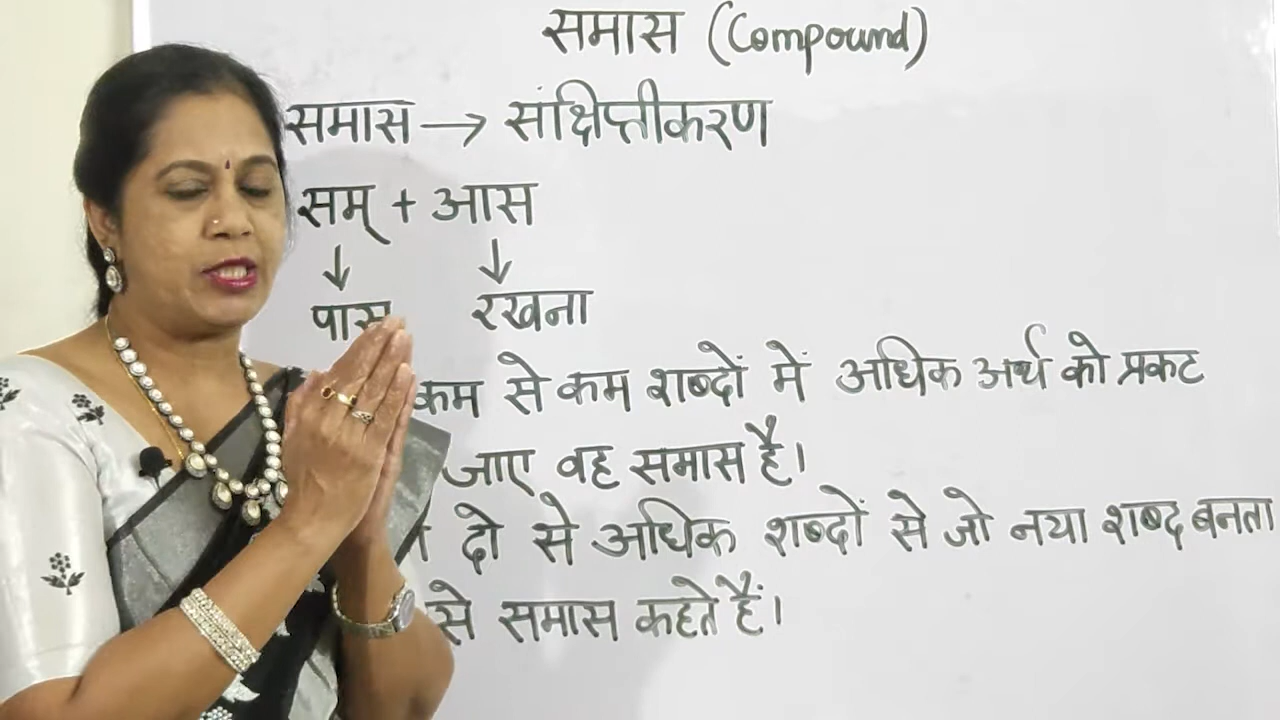 समास (Compound)
समास → संक्षिप्तीकरण
सम् + आस
↓ ↓
पास रखना
कम से कम शब्दों में अधिक अर्थ को प्रकट
जाए वह समास है।
दो से अधिक शब्दों से जो नया शब्द बनता
समास कहते हैं।